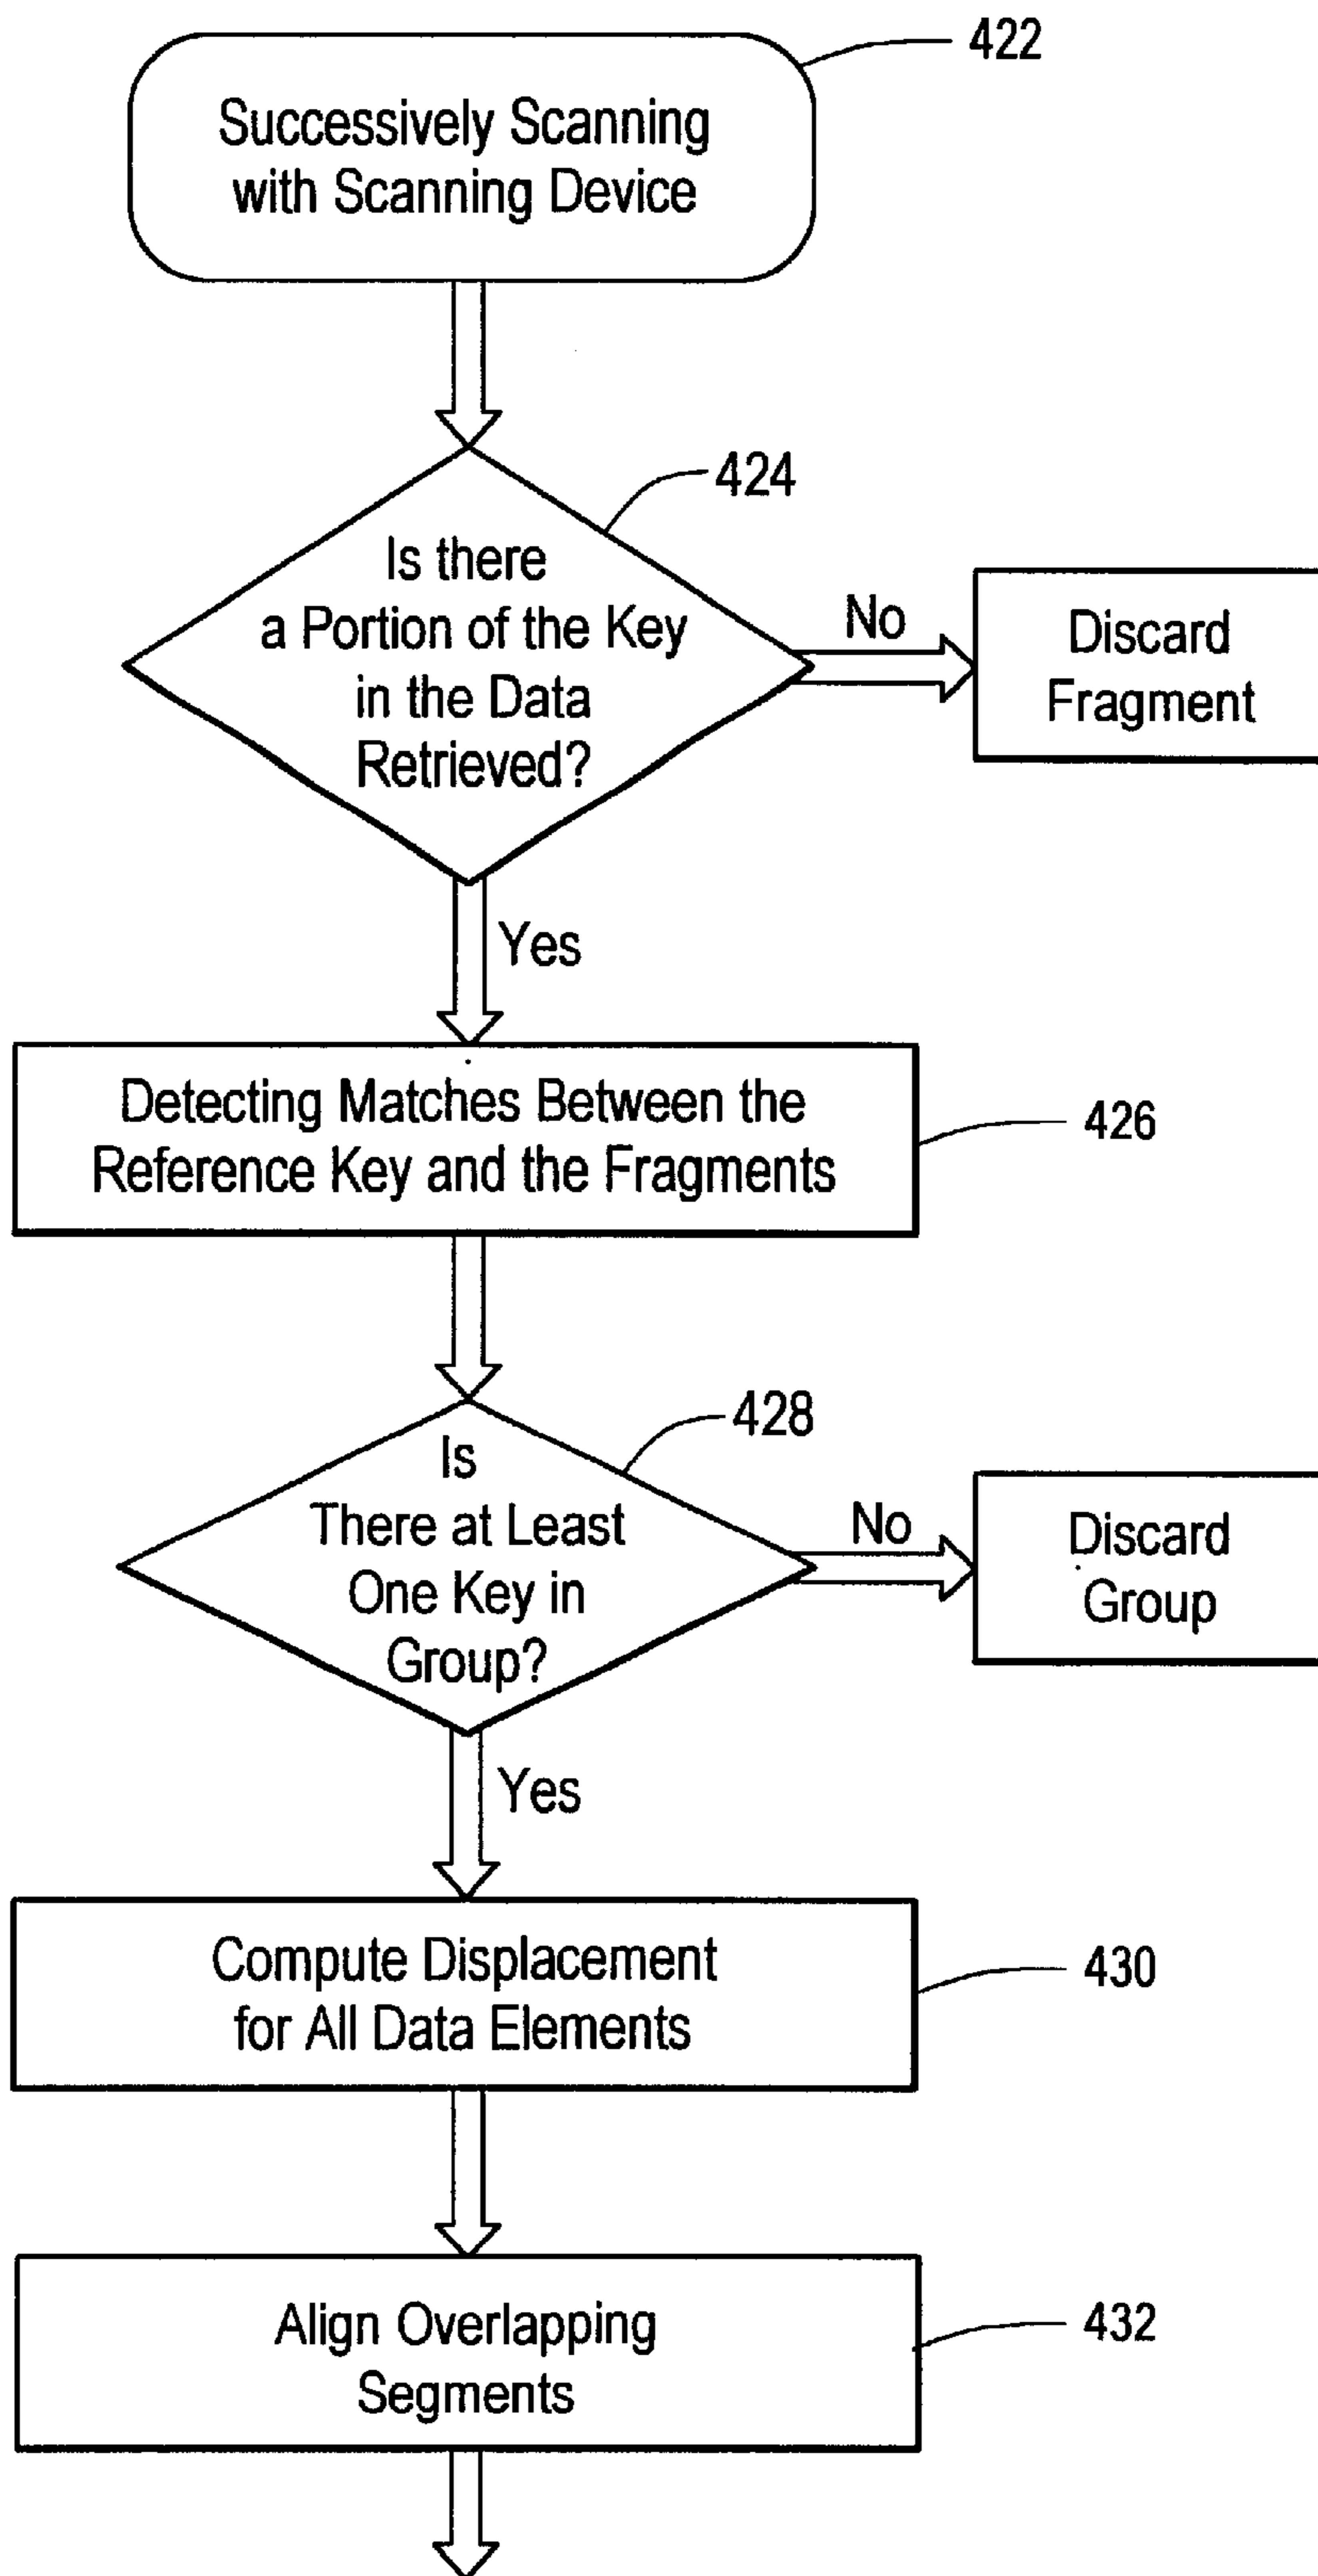 422
Successively Scanning
with Scanning Device
424
Is there
a Portion of the Key
in the Data
Retrieved?
No
Discard
Fragment
Yes
Detecting Matches Between the
Reference Key and the Fragments
426
428
Is
There at Least
One Key in
Group?
No
Discard
Group
Yes
Compute Displacement
for All Data Elements
430
Align Overlapping
Segments
432